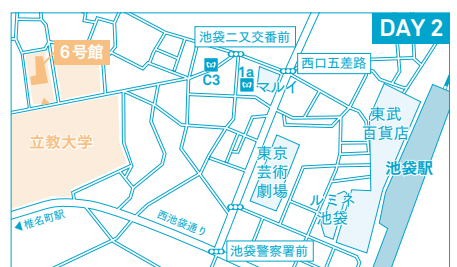 DAY 2
池袋二又交番前
6号館
西口五差路
C3
1a
マルイ
東武
百貨店
立教大学
東京
芸術
劇場
池袋駅
ルミネ
池袋
椎名町駅
西池袋通り
池袋警察署前